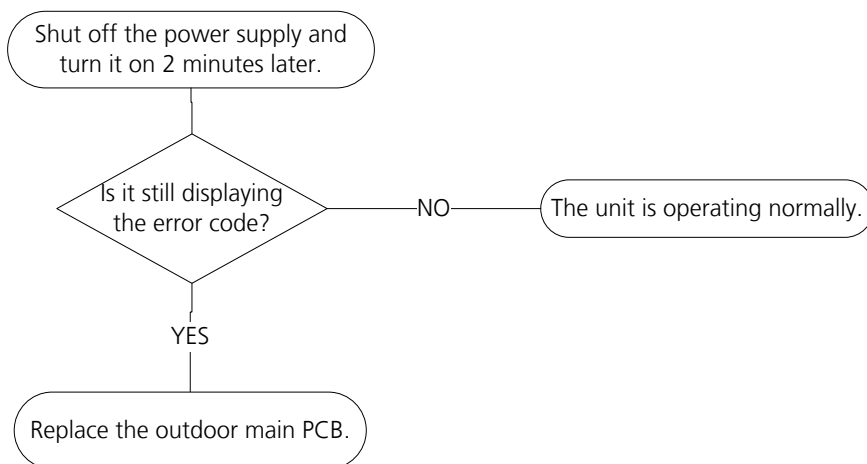 Shut off the power supply and
turn it on 2 minutes later.
Is it still displaying
the error code?
NO
The unit is operating normally.
YES
Replace the outdoor main PCB.